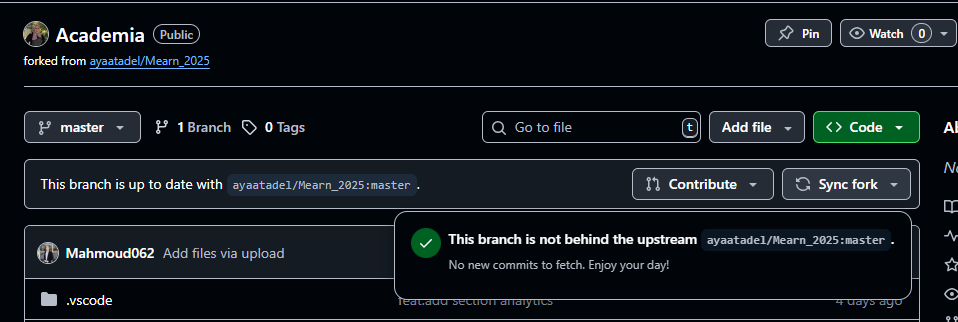 Academia Public
Pin
Watch 0
forked from ayaatadel/Mearn_2025
master
1 Branch
0 Tags
Go to file t
Add file
Code
This branch is up to date with ayaatadel/Mearn_2025:master.
Contribute
Sync fork
This branch is not behind the upstream ayaatadel/Mearn_2025:master.
No new commits to fetch. Enjoy your day!
Mahmoud062 Add files via upload
.vscode
feat:add section analytics
4 days ago